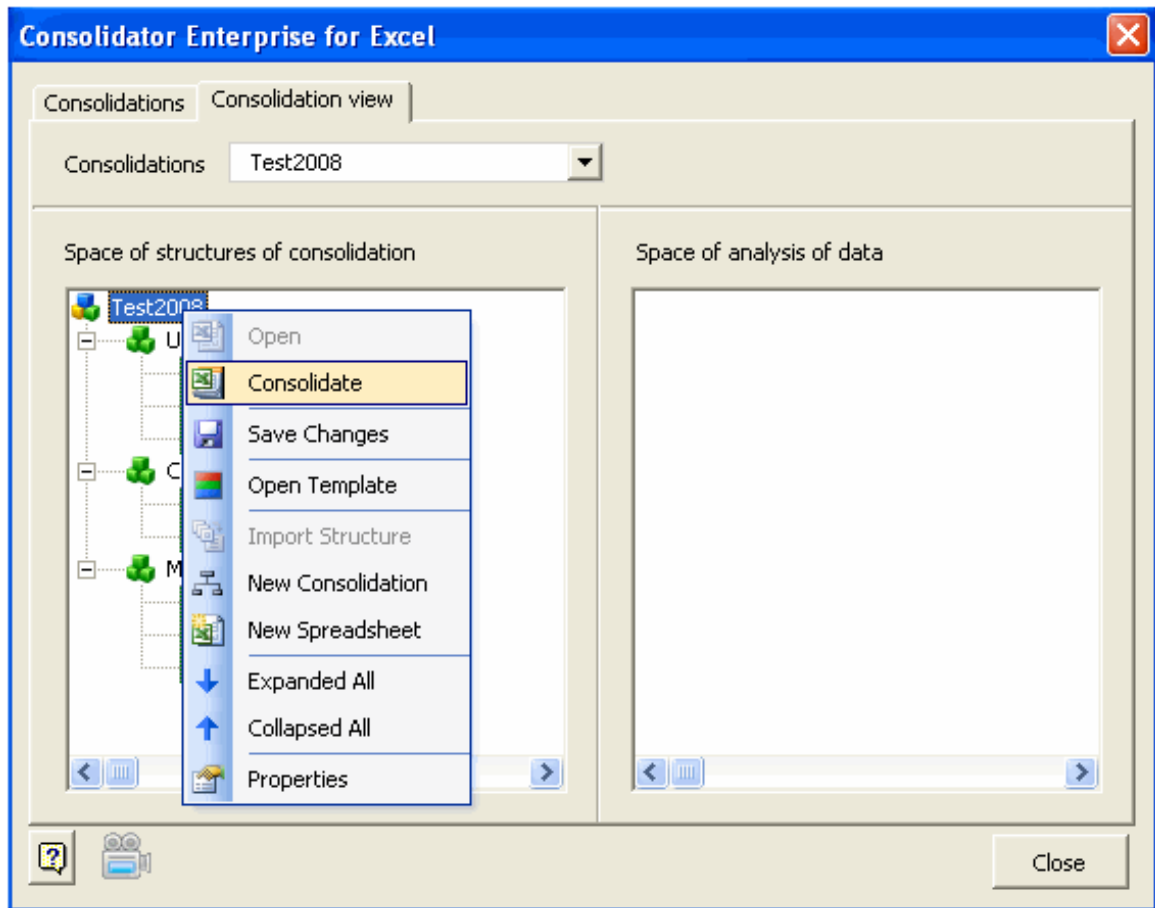 Consolidator Enterprise for Excel
Consolidations Consolidation view
Consolidations Test2008
Space of structures of consolidation
Space of analysis of data
Test2008
U
C
M
Open
Consolidate
Save Changes
Open Template
Import Structure
New Consolidation
New Spreadsheet
Expanded All
Collapsed All
Properties
Close